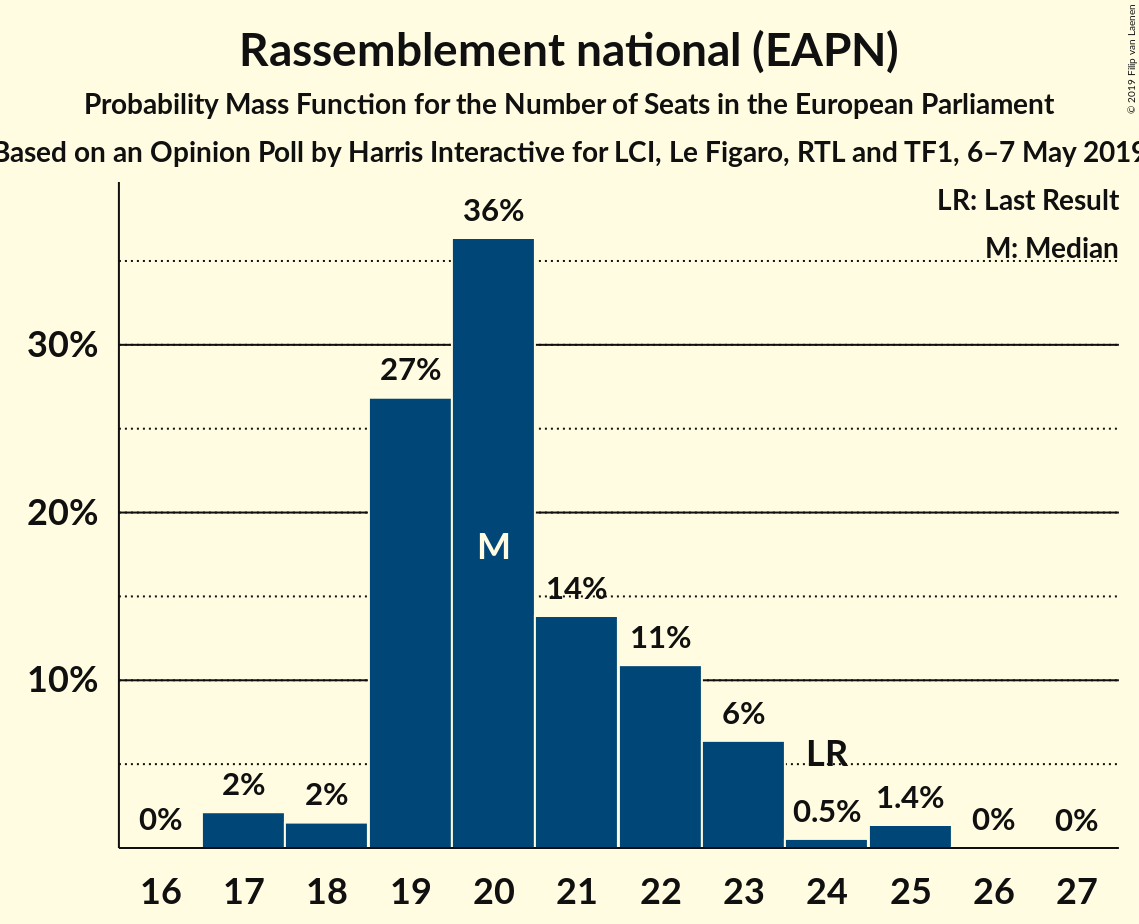 Rassemblement national (EAPN)
Probability Mass Function for the Number of Seats in the European Parliament
Based on an Opinion Poll by Harris Interactive for LCI, Le Figaro, RTL and TF1, 6–7 May 2019
© 2019 Filip van Laenen
LR: Last Result
M: Median
36%
30%
27%
20%
M
14%
11%
10%
6%
LR
2%
2%
1.4%
0.5%
0%
0%
0%
16 17 18 19 20 21 22 23 24 25 26 27